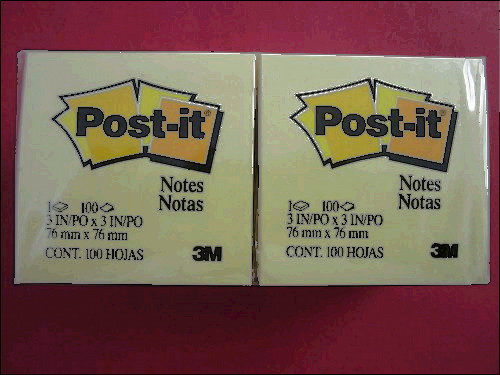 Post-it®
Notes
Notas
1 100
3 IN/PO x 3 IN/PO
76 mm x 76 mm
CONT. 100 HOJAS 3M
Post-it®
Notes
Notas
1 100
3 IN/PO x 3 IN/PO
76 mm x 76 mm
CONT. 100 HOJAS 3M